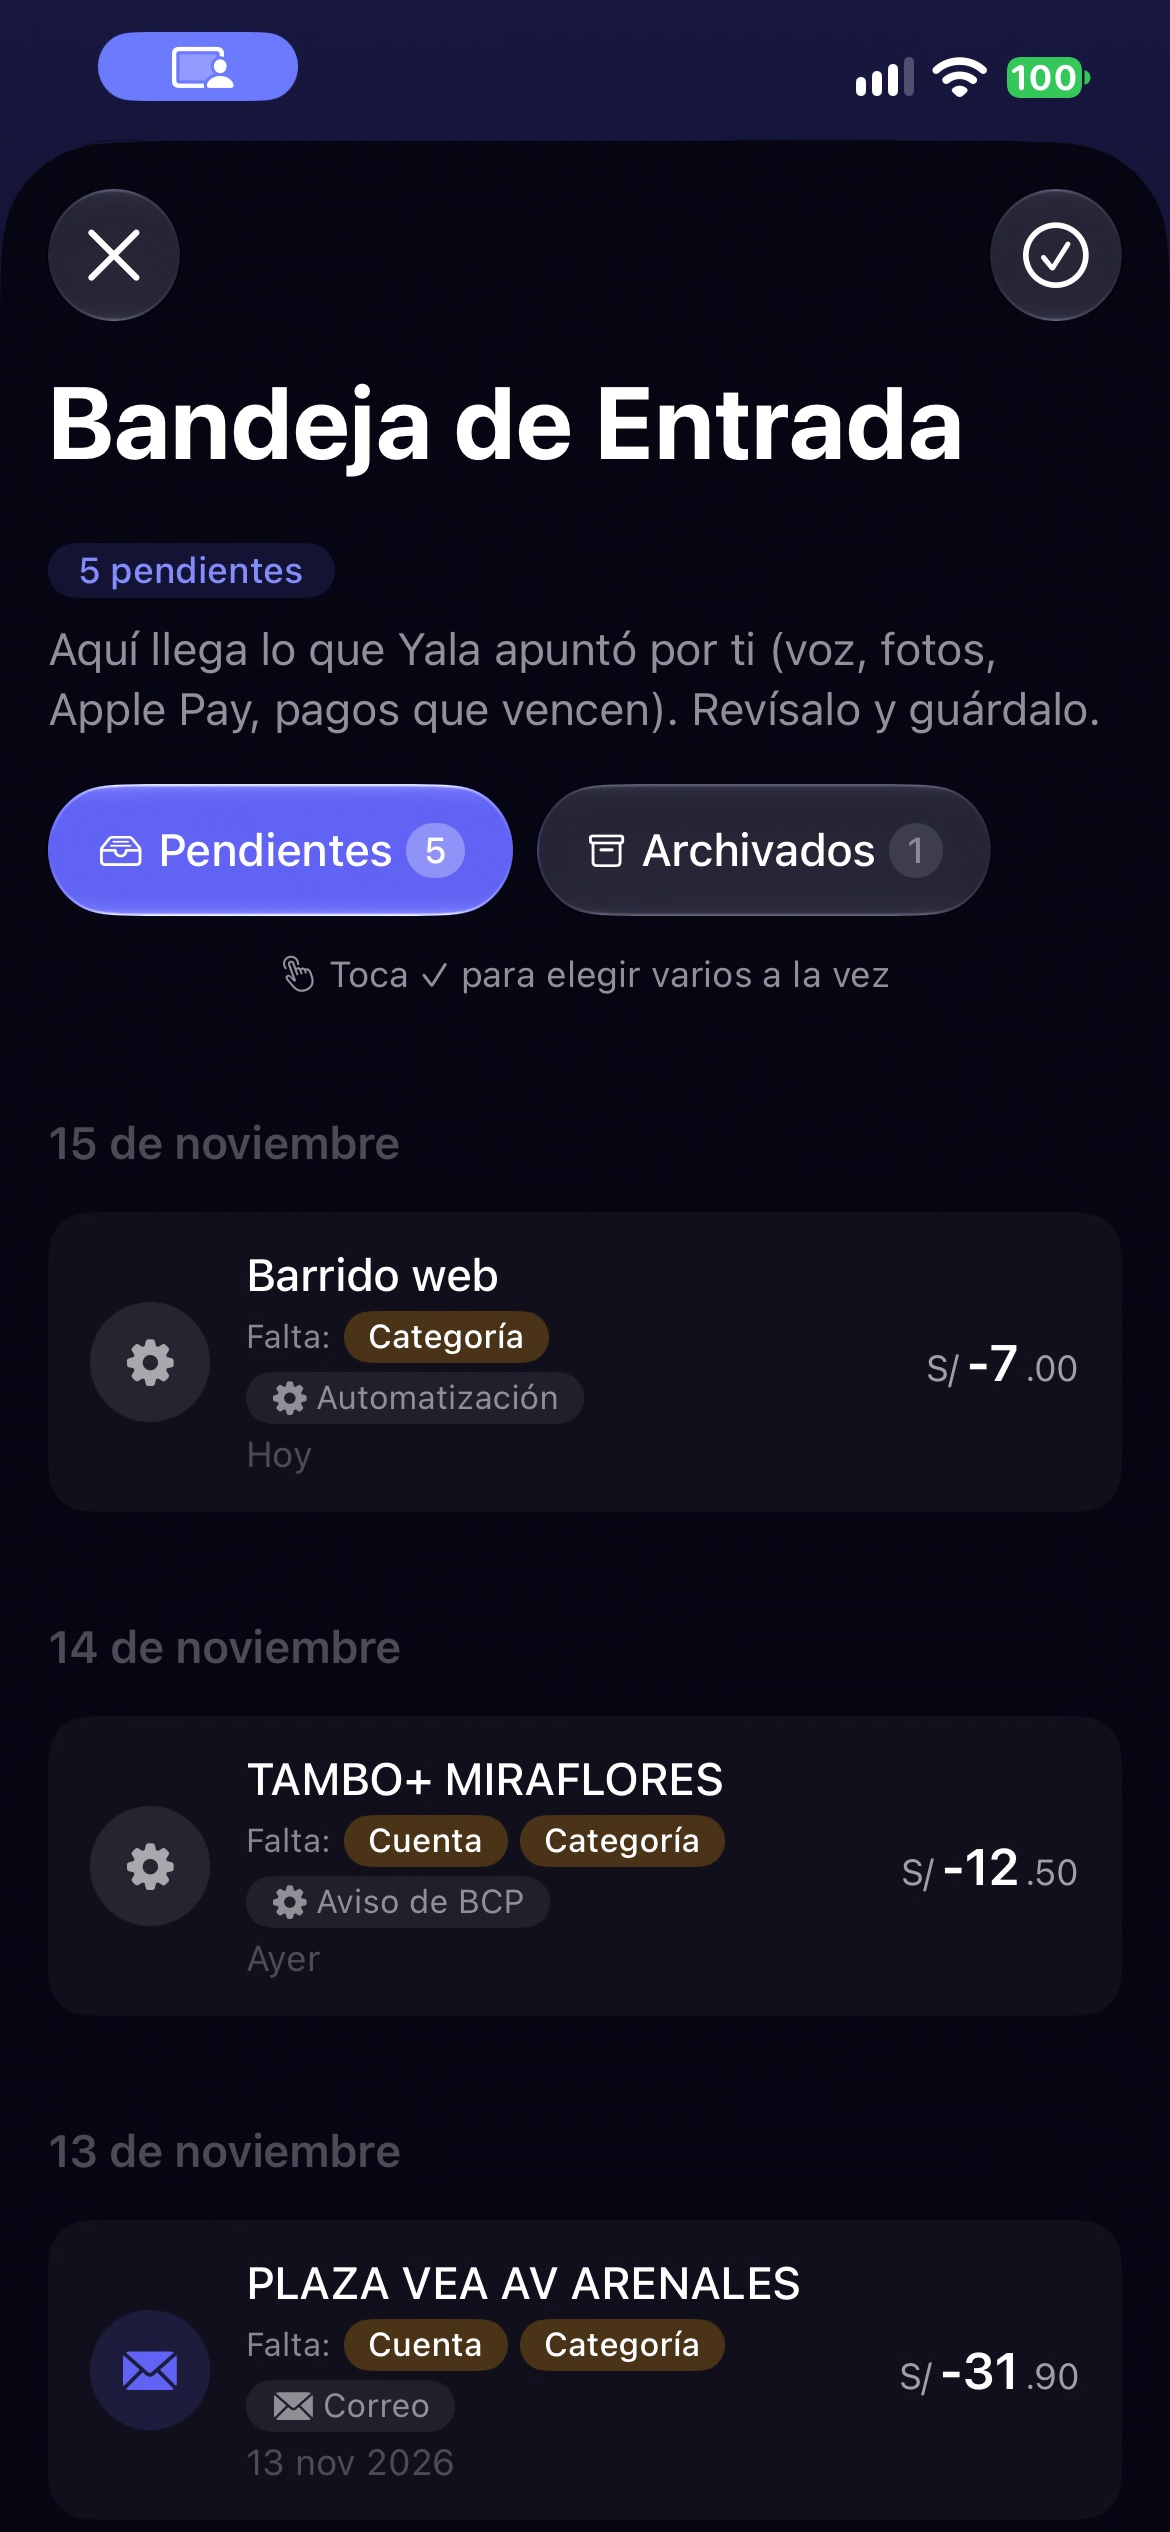 100
Bandeja de Entrada
5 pendientes
Aquí llega lo que Yala apuntó por ti (voz, fotos,
Apple Pay, pagos que vencen). Revísalo y guárdalo.
Pendientes 5
Archivados 1
Toca ✓ para elegir varios a la vez
15 de noviembre
Barrido web
Falta: Categoría
Automatización
Hoy
S/ -7.00
14 de noviembre
TAMBO+ MIRAFLORES
Falta: Cuenta Categoría
Aviso de BCP
Ayer
S/ -12.50
13 de noviembre
PLAZA VEA AV ARENALES
Falta: Cuenta Categoría
Correo
13 nov 2026
S/ -31.90